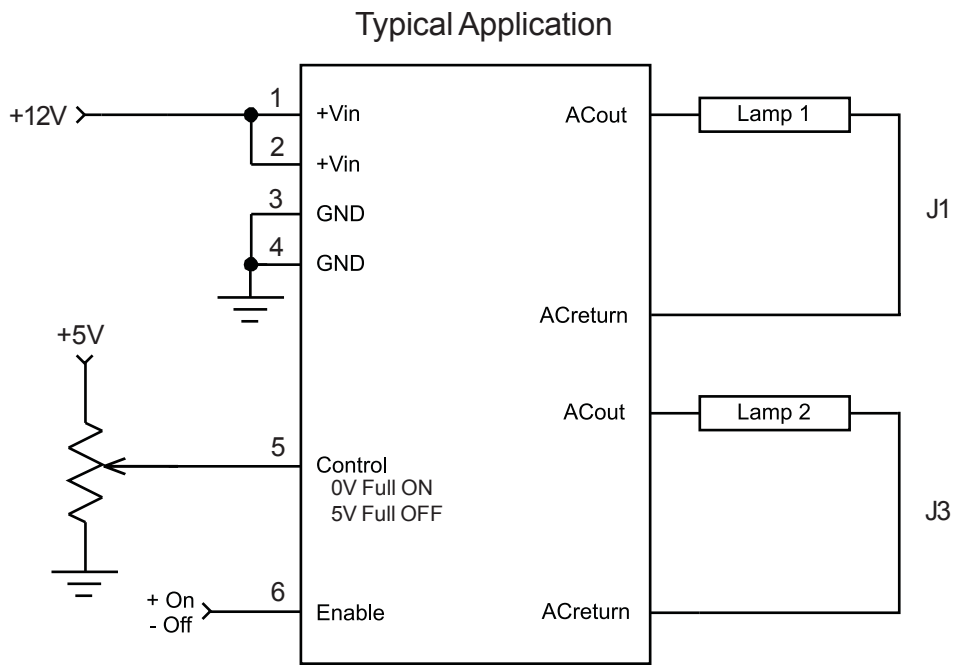 Typical Application
+12V
1
+Vin
ACout
Lamp 1
2
+Vin
3
GND
J1
4
GND
ACreturn
+5V
ACout
Lamp 2
5
Control
0V Full ON
5V Full OFF
J3
+ On
- Off
6
Enable
ACreturn